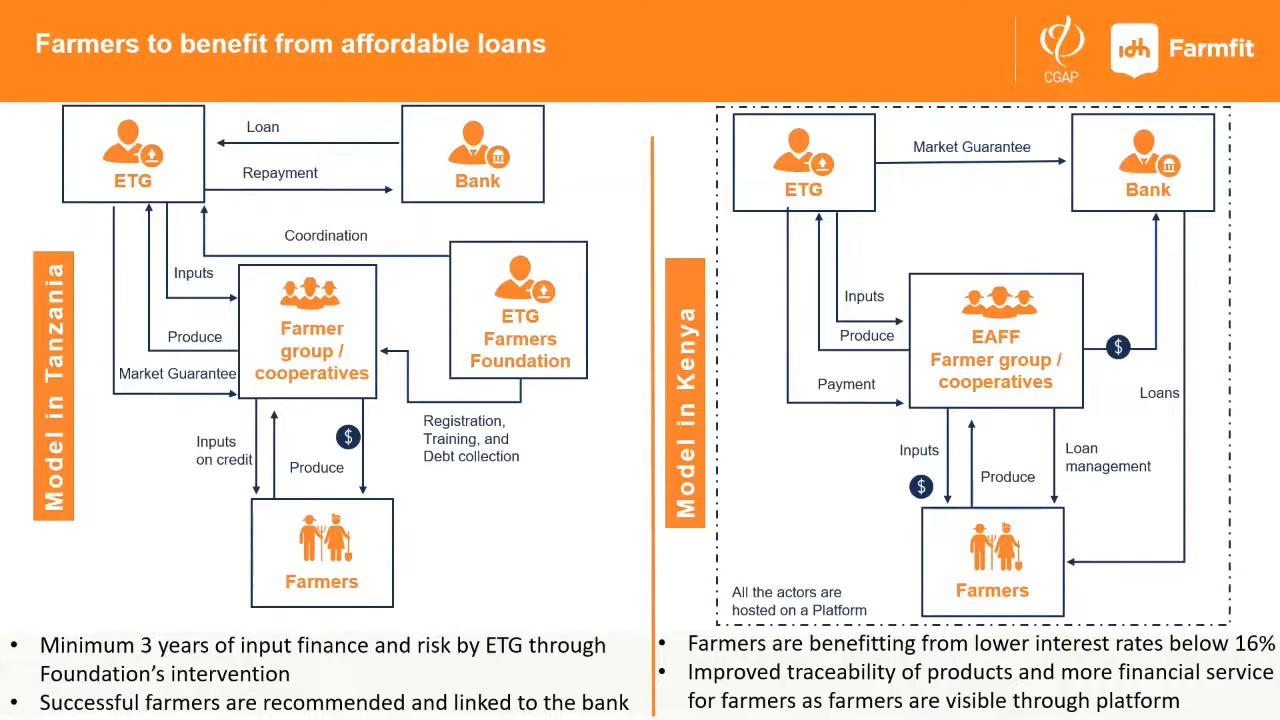 Farmers to benefit from affordable loans
CGAP
idh
Farmfit
Model in Tanzania
ETG
Loan
Repayment
Bank
Coordination
Inputs
Produce
Market Guarantee
Farmer
group /
cooperatives
ETG
Farmers
Foundation
Registration,
Training, and
Debt collection
Inputs
on credit
Produce
$
Farmers
• Minimum 3 years of input finance and risk by ETG through
Foundation’s intervention
• Successful farmers are recommended and linked to the bank
Model in Kenya
ETG
Market Guarantee
Bank
Inputs
Produce
Payment
EAFF
Farmer group /
cooperatives
$
Loans
Inputs
$
Produce
Loan
management
Farmers
All the actors are
hosted on a Platform
• Farmers are benefitting from lower interest rates below 16%
• Improved traceability of products and more financial service
for farmers as farmers are visible through platform